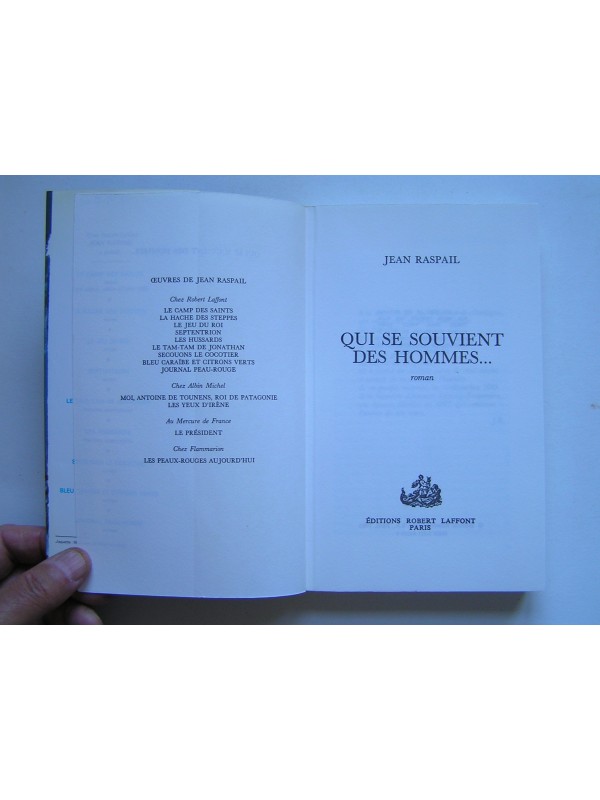 ŒUVRES DE JEAN RASPAIL
Chez Robert Laffont
LE CAMP DES SAINTS
LA HACHE DES STEPPES
LE JEU DU ROI
SEPTENTRION
LES HUSSARDS
LE TAM-TAM DE JONATHAN
SECOUONS LE COCOTIER
BLEU CARAÏBE ET CITRONS VERTS
JOURNAL PEAU-ROUGE
Chez Albin Michel
MOI, ANTOINE DE TOUNENS, ROI DE PATAGONIE
LES YEUX D'IRÈNE
Au Mercure de France
LE PRÉSIDENT
Chez Flammarion
LES PEAUX-ROUGES AUJOURD'HUI
LE
BLEU
JEAN RASPAIL
QUI SE SOUVIENT
DES HOMMES...
roman
ÉDITIONS ROBERT LAFFONT
PARIS